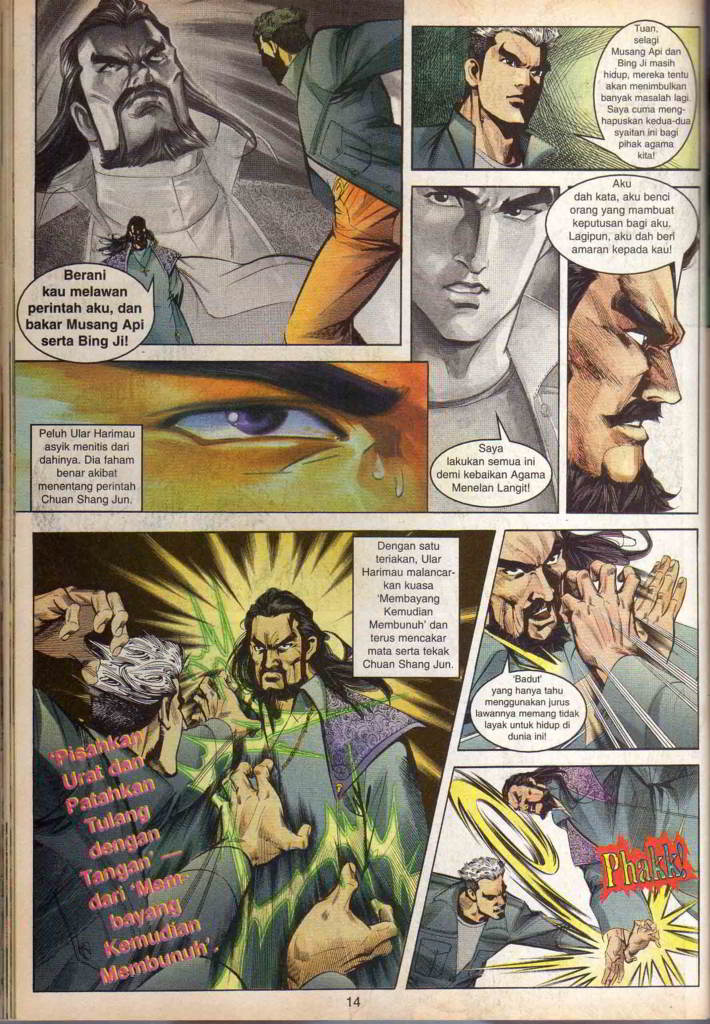 Berani
kau melawan
perintah aku, dan
bakar Musang Api
serta Bing Ji!
Tuan,
selagi
Musang Api dan
Bing Ji masih
hidup, mereka tentu
akan menimbulkan
banyak masalah lagi.
Saya cuma meng-
hapuskan kedua-dua
syaitan ini bagi
pihak agama
kita!
Aku
dah kata, aku benci
orang yang mambuat
keputusan bagi aku.
Lagipun, aku dah beri
amaran kepada kau!
Saya
lakukan semua ini
demi kebaikan Agama
Menelan Langit!
Peluh Ular Harimau
asyik menitis dari
dahinya. Dia faham
benar akibat
menentang perintah
Chuan Shang Jun.
Dengan satu
teriakan, Ular
Harimau malancar-
kan kuasa
'Membayang
Kemudian
Membunuh' dan
terus mencakar
mata serta tekak
Chuan Shang Jun.
'Pisahkan
Urat dan
Patahkan
Tulang
dengan
Tangan' —
dari 'Mem-
bayang
Kemudian
Membunuh'.
'Badut'
yang hanya tahu
menggunakan jurus
lawannya memang tidak
layak untuk hidup di
dunia ini!
Phakk!
14